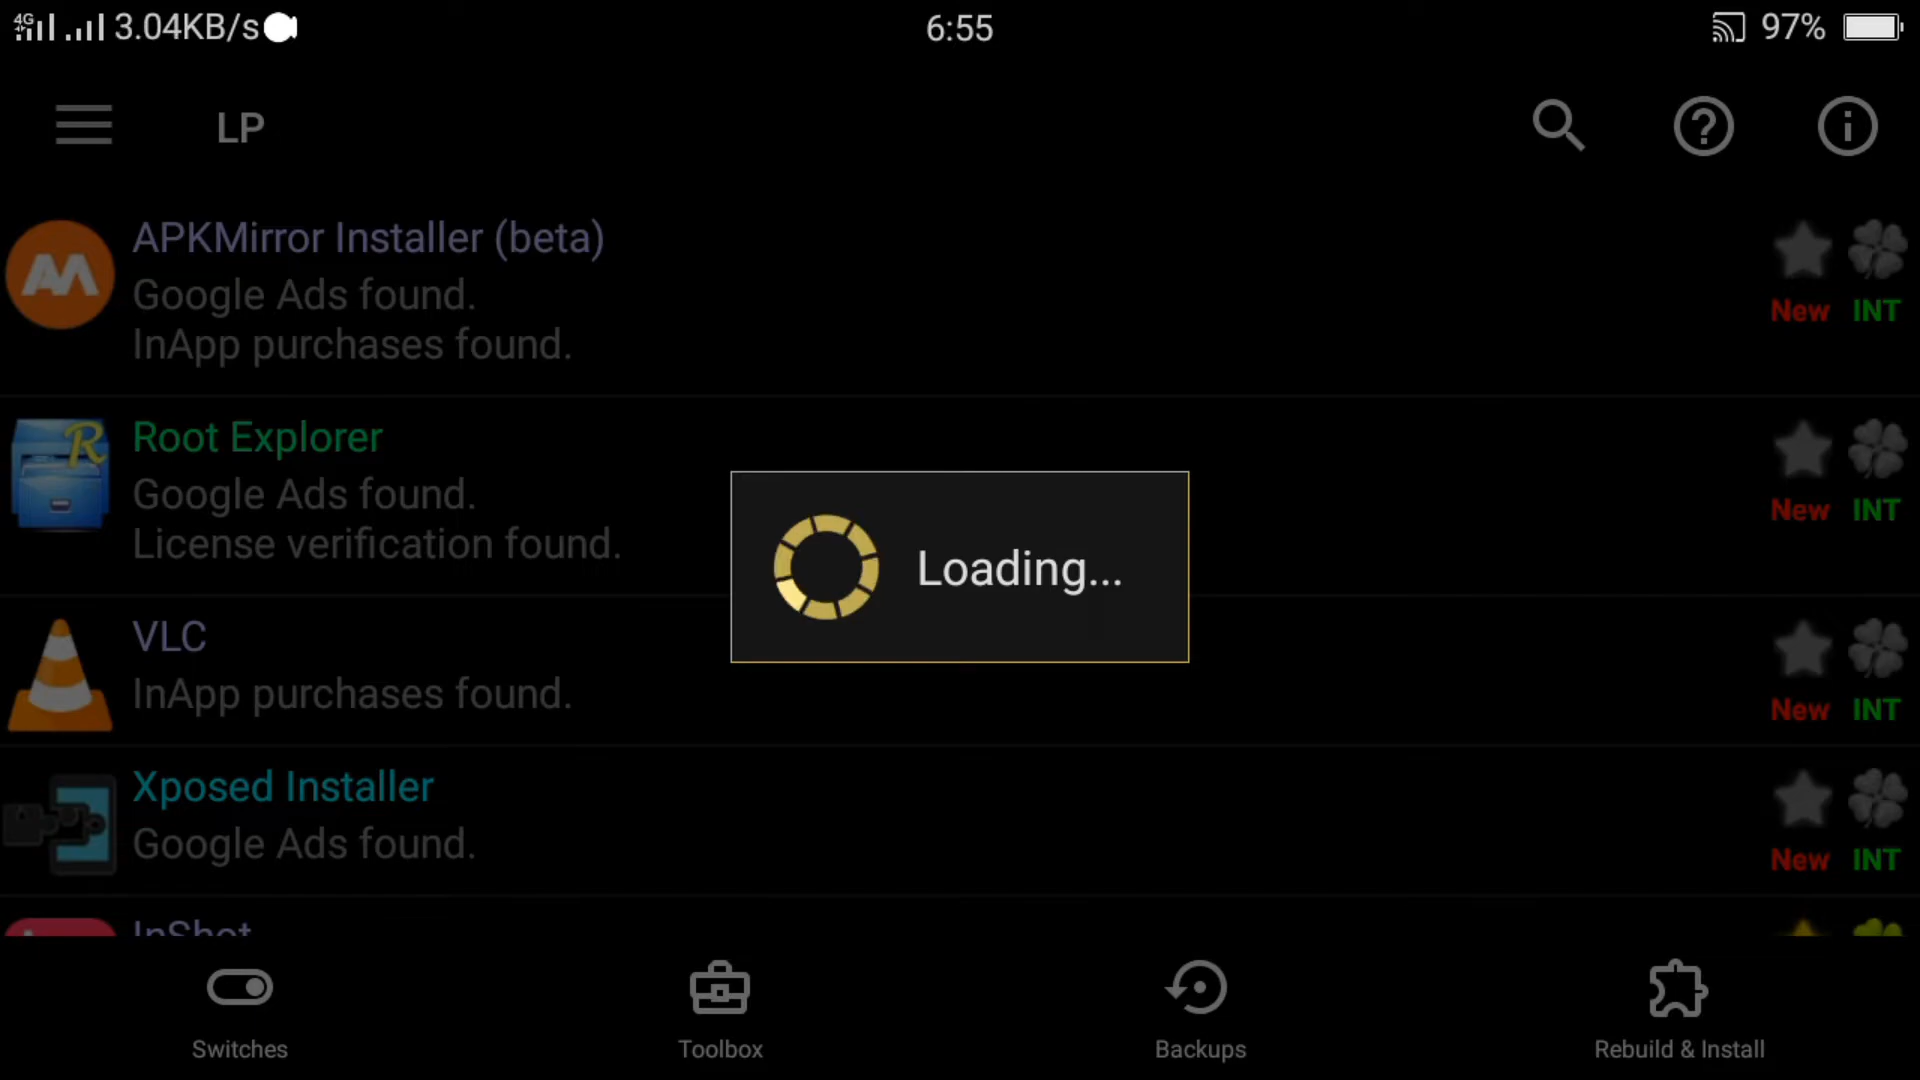 4G 3.04KB/s 6:55 97%
LP
APKMirror Installer (beta)
Google Ads found.
InApp purchases found.
New INT
Root Explorer
Google Ads found.
License verification found.
New INT
Loading...
VLC
InApp purchases found.
New INT
Xposed Installer
Google Ads found.
New INT
InShot
Switches Toolbox Backups Rebuild & Install